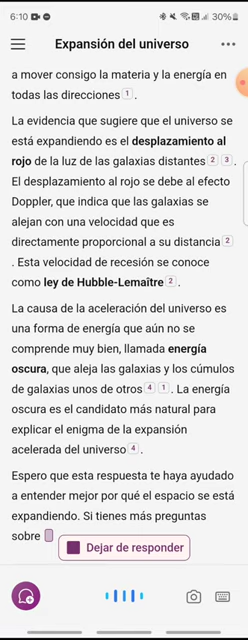 6:10
30%
Expansión del universo
a mover consigo la materia y la energía en
todas las direcciones 1 .
La evidencia que sugiere que el universo se
está expandiendo es el desplazamiento al
rojo de la luz de las galaxias distantes 2 3 .
El desplazamiento al rojo se debe al efecto
Doppler, que indica que las galaxias se
alejan con una velocidad que es
directamente proporcional a su distancia 2
. Esta velocidad de recesión se conoce
como ley de Hubble-Lemaître 2 .
La causa de la aceleración del universo es
una forma de energía que aún no se
comprende muy bien, llamada energía
oscura, que aleja las galaxias y los cúmulos
de galaxias unos de otros 4 1 . La energía
oscura es el candidato más natural para
explicar el enigma de la expansión
acelerada del universo 4 .
Espero que esta respuesta te haya ayudado
a entender mejor por qué el espacio se está
expandiendo. Si tienes más preguntas
sobre
Dejar de responder